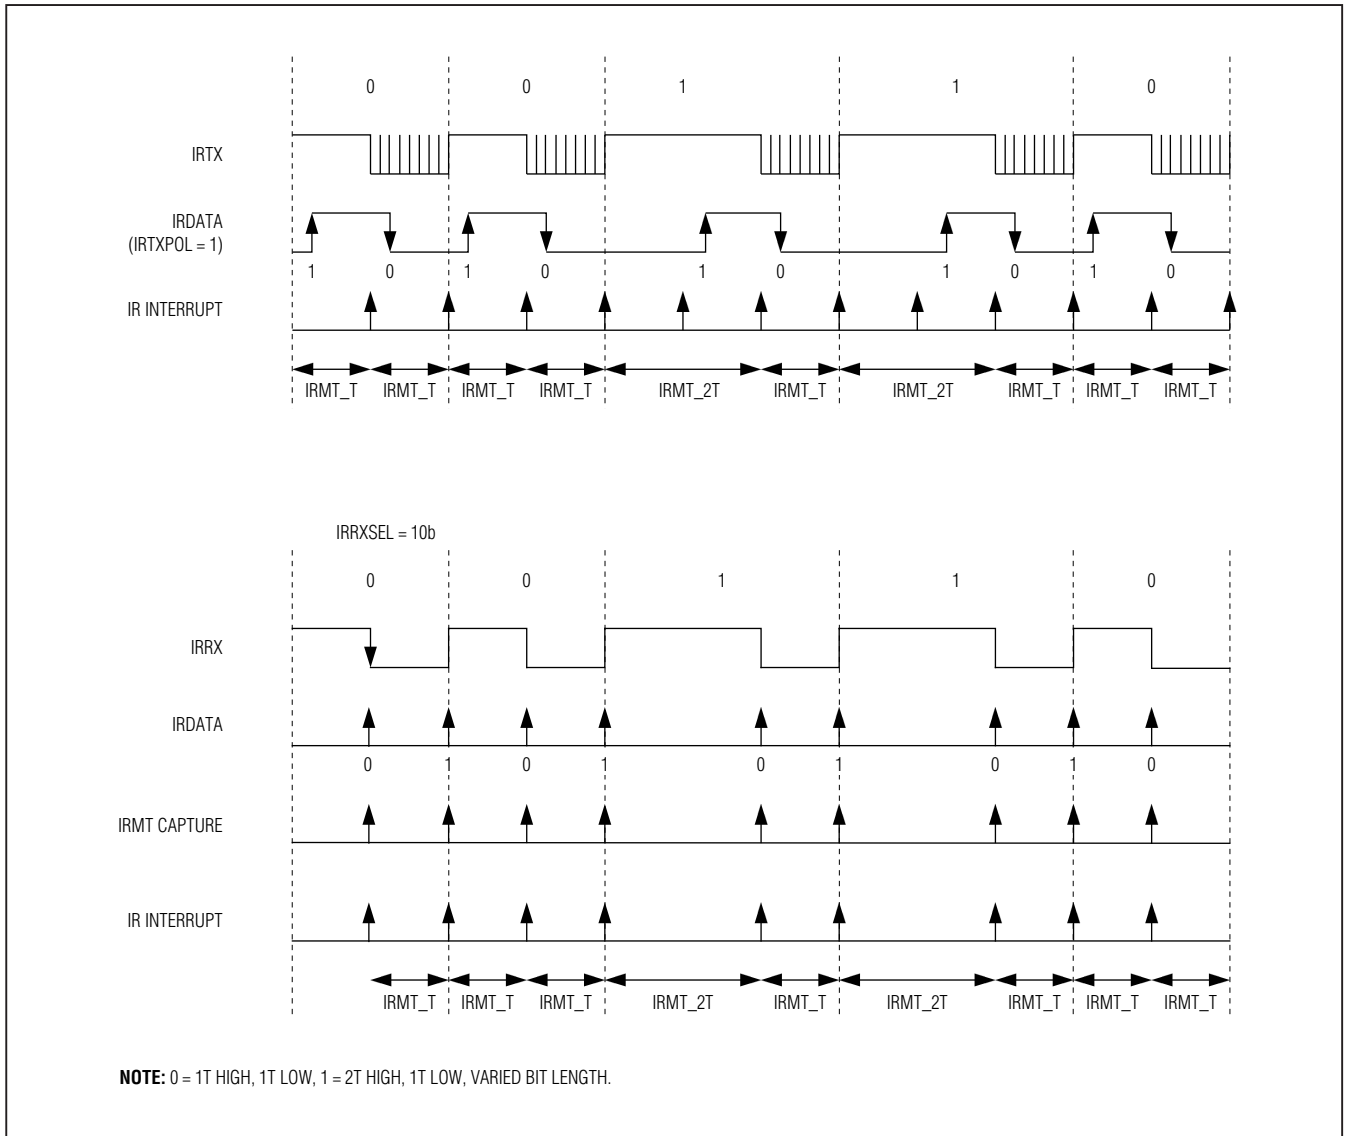 0 0 1 1 0
IRTX
IRDATA
(IRTXPOL = 1)
1 0 1 0 1 0 1 0 1 0
IR INTERRUPT
IRMT_T IRMT_T IRMT_T IRMT_T IRMT_2T IRMT_T IRMT_2T IRMT_T IRMT_T IRMT_T
IRRXSEL = 10b
0 0 1 1 0
IRRX
IRDATA
0 1 0 1 0 1 0 1 0
IRMT CAPTURE
IR INTERRUPT
IRMT_T IRMT_T IRMT_T IRMT_2T IRMT_T IRMT_2T IRMT_T IRMT_T IRMT_T
NOTE: 0 = 1T HIGH, 1T LOW, 1 = 2T HIGH, 1T LOW, VARIED BIT LENGTH.